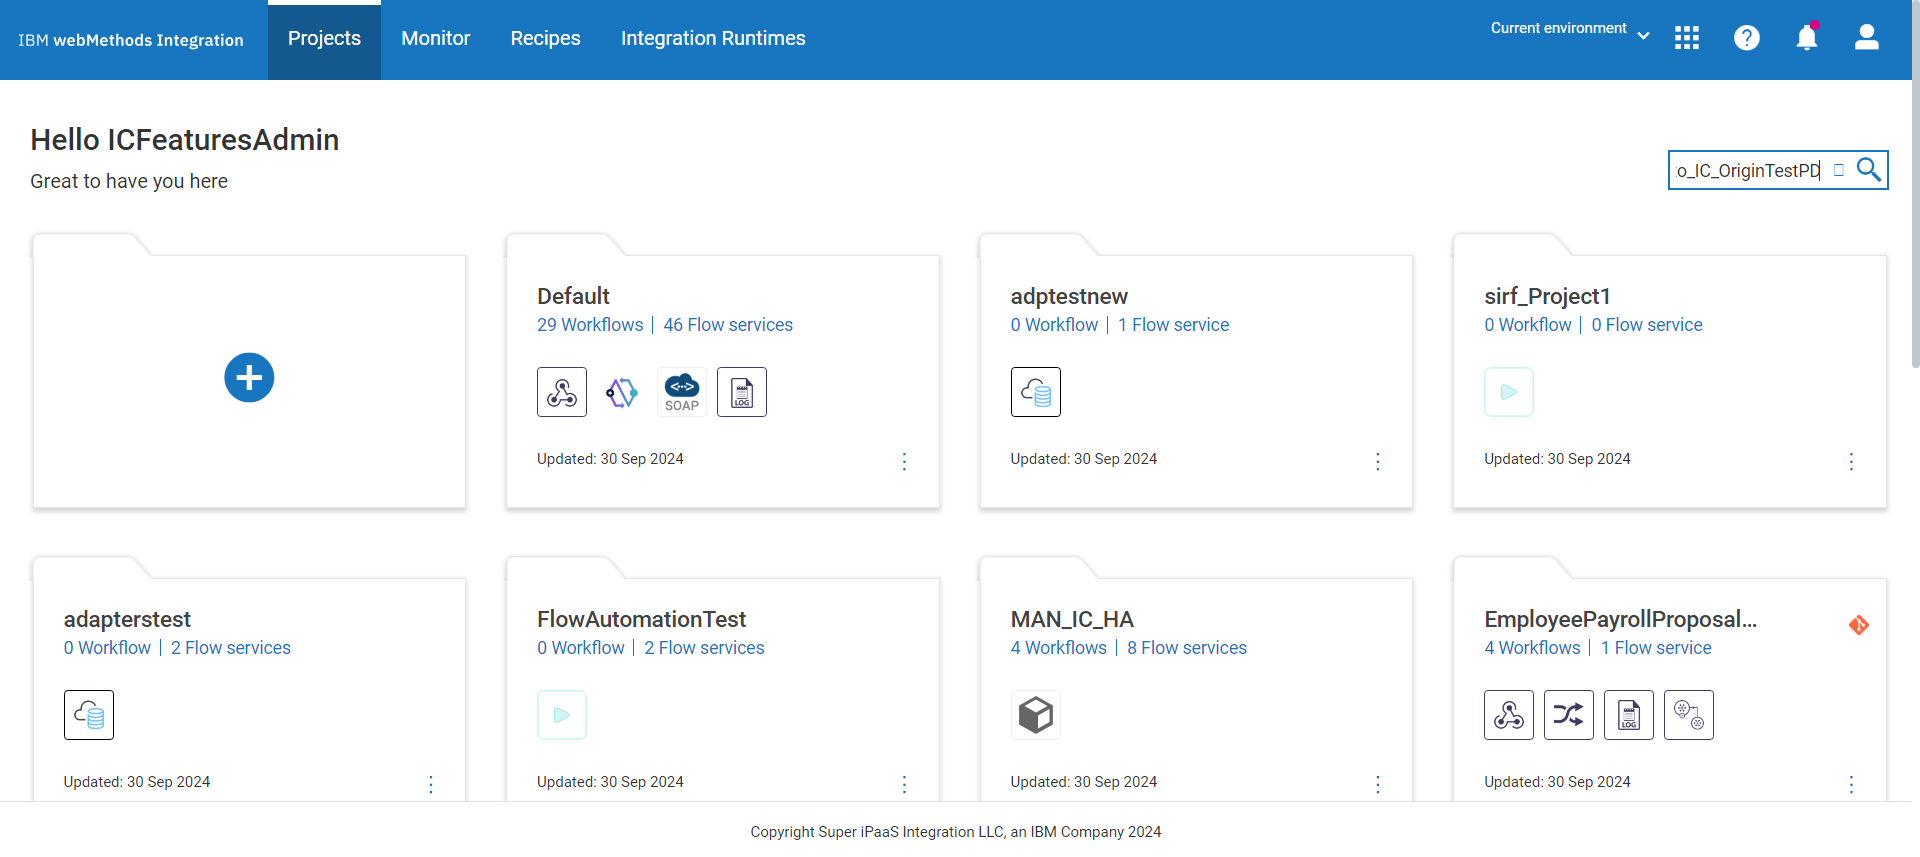 IBM webMethods Integration
Projects
Monitor
Recipes
Integration Runtimes
Current environment
Hello ICFeaturesAdmin
Great to have you here
o_IC_OriginTestPD
Default
29 Workflows | 46 Flow services
SOAP
LOG
Updated: 30 Sep 2024
adptestnew
0 Workflow | 1 Flow service
Updated: 30 Sep 2024
sirf_Project1
0 Workflow | 0 Flow service
Updated: 30 Sep 2024
adapterstest
0 Workflow | 2 Flow services
Updated: 30 Sep 2024
FlowAutomationTest
0 Workflow | 2 Flow services
Updated: 30 Sep 2024
MAN_IC_HA
4 Workflows | 8 Flow services
Updated: 30 Sep 2024
EmployeePayrollProposal...
4 Workflows | 1 Flow service
LOG
Updated: 30 Sep 2024
Copyright Super iPaaS Integration LLC, an IBM Company 2024